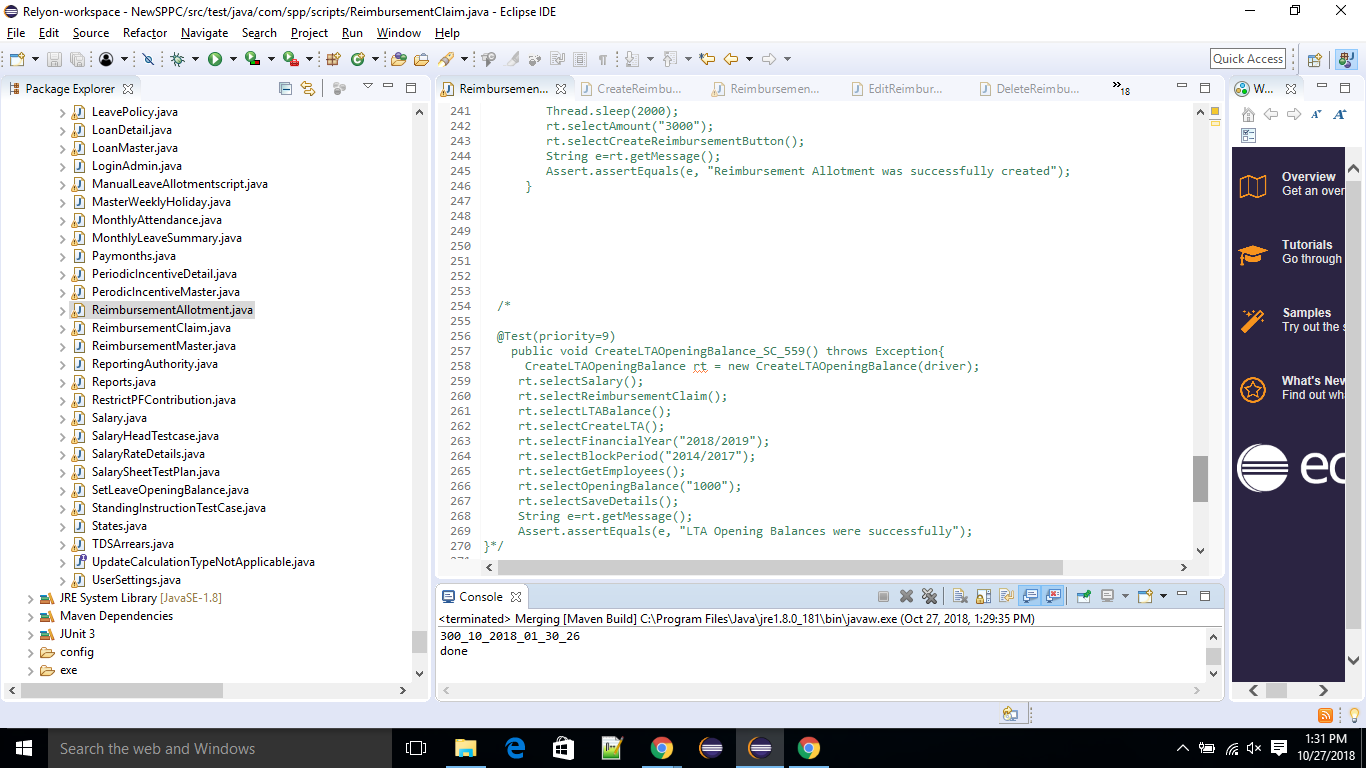 Relyon-workspace - NewSPPC/src/test/java/com/spp/scripts/ReimbursementClaim.java - Eclipse IDE
File Edit Source Refactor Navigate Search Project Run Window Help
Quick Access
Package Explorer
LeavePolicy.java
LoanDetail.java
LoanMaster.java
LoginAdmin.java
ManualLeaveAllotmentscript.java
MasterWeeklyHoliday.java
MonthlyAttendance.java
MonthlyLeaveSummary.java
Paymonths.java
PeriodicIncentiveDetail.java
PerodicIncentiveMaster.java
ReimbursementAllotment.java
ReimbursementClaim.java
ReimbursementMaster.java
ReportingAuthority.java
Reports.java
RestrictPFContribution.java
Salary.java
SalaryHeadTestcase.java
SalaryRateDetails.java
SalarySheetTestPlan.java
SetLeaveOpeningBalance.java
StandingInstructionTestCase.java
States.java
TDSArrears.java
UpdateCalculationTypeNotApplicable.java
UserSettings.java
JRE System Library [JavaSE-1.8]
Maven Dependencies
JUnit 3
config
exe
Reimbursemen... CreateReimbu... Reimbursemen... EditReimbur... DeleteReimbu... »18
241 Thread.sleep(2000);
242 rt.selectAmount("3000");
243 rt.selectCreateReimbursementButton();
244 String e=rt.getMessage();
245 Assert.assertEquals(e, "Reimbursement Allotment was successfully created");
246 }
247
248
249
250
251
252
253
254 /*
255
256 @Test(priority=9)
257 public void CreateLTAOpeningBalance_SC_559() throws Exception{
258 CreateLTAOpeningBalance rt = new CreateLTAOpeningBalance(driver);
259 rt.selectSalary();
260 rt.selectReimbursementClaim();
261 rt.selectLTABalance();
262 rt.selectCreateLTA();
263 rt.selectFinancialYear("2018/2019");
264 rt.selectBlockPeriod("2014/2017");
265 rt.selectGetEmployees();
266 rt.selectOpeningBalance("1000");
267 rt.selectSaveDetails();
268 String e=rt.getMessage();
269 Assert.assertEquals(e, "LTA Opening Balances were successfully");
270 }*/
Console
<terminated> Merging [Maven Build] C:\Program Files\Java\jre1.8.0_181\bin\javaw.exe (Oct 27, 2018, 1:29:35 PM)
300_10_2018_01_30_26
done
W...
Overview
Get an over
Tutorials
Go through
Samples
Try out the s
What's New
Find out wh
ec
Search the web and Windows
1:31 PM
10/27/2018